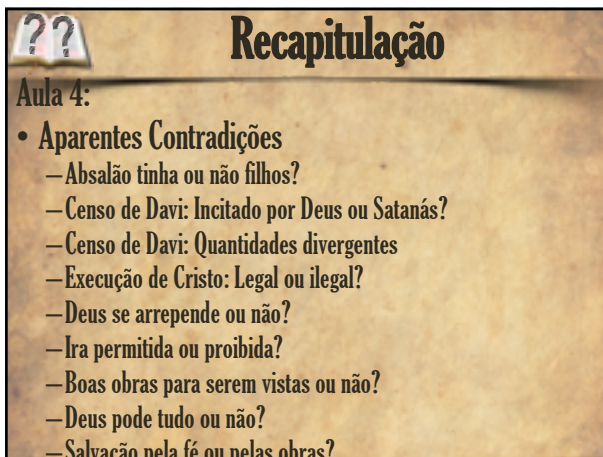 ??
Recapitulação
Aula 4:
• Aparentes Contradições
–Absalão tinha ou não filhos?
–Censo de Davi: Incitado por Deus ou Satanás?
–Censo de Davi: Quantidades divergentes
–Execução de Cristo: Legal ou ilegal?
–Deus se arrepende ou não?
–Ira permitida ou proibida?
–Boas obras para serem vistas ou não?
–Deus pode tudo ou não?
–Salvação pela fé ou pelas obras?